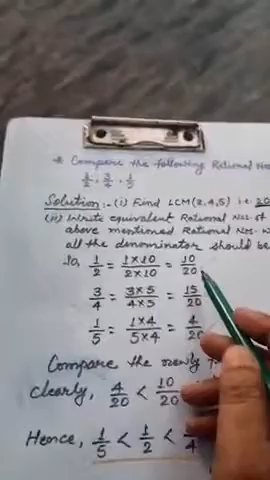 * Compare the following Rational Nos
1/2, 3/4, 1/5
Solution:- (i) Find LCM(2,4,5) i.e. 20
(ii) Write equivalent Rational Nos. of
above mentioned Rational Nos.
all the denominator should be
So, 1/2 = 1×10/2×10 = 10/20
3/4 = 3×5/4×5 = 15/20
1/5 = 1×4/5×4 = 4/20
Compare the newly
Clearly, 4/20 < 10/20
Hence, 1/5 < 1/2 < /4